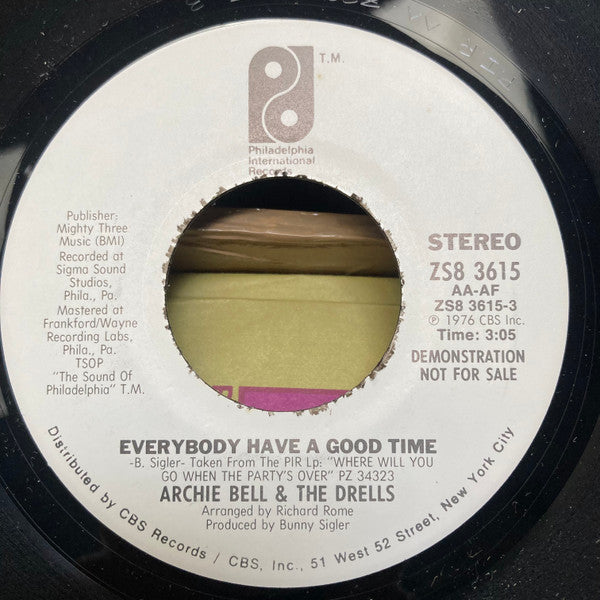 T.M.
Philadelphia
International
Records
Publisher:
Mighty Three
Music (BMI)
Recorded at
Sigma Sound
Studios,
Phila., Pa.
Mastered at
Frankford/Wayne
Recording Labs,
Phila., Pa.
TSOP
"The Sound Of
Philadelphia" T.M.
STEREO
ZS8 3615
AA-AF
ZS8 3615-3
℗ 1976 CBS Inc.
Time: 3:05
DEMONSTRATION
NOT FOR SALE
EVERYBODY HAVE A GOOD TIME
-B. Sigler- Taken From The PIR Lp: "WHERE WILL YOU
GO WHEN THE PARTY'S OVER" PZ 34323
ARCHIE BELL & THE DRELLS
Arranged by Richard Rome
Produced by Bunny Sigler
Distributed by CBS Records / CBS, Inc., 51 West 52 Street, New York City